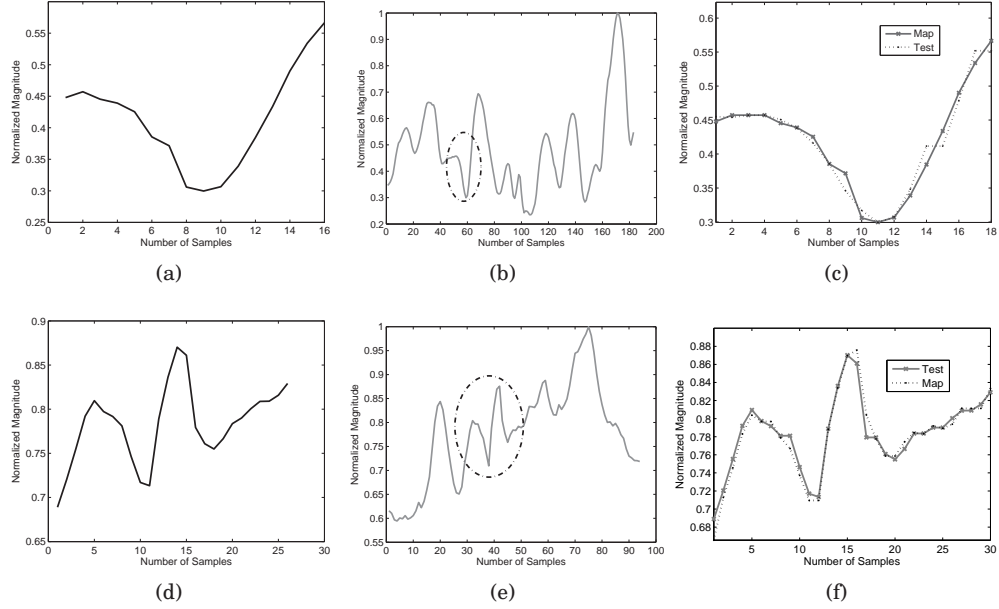 0.55
0.5
0.45
0.4
0.35
0.3
0.25
0 2 4 6 8 10 12 14 16
Normalized Magnitude
Number of Samples
(a)
1
0.9
0.8
0.7
0.6
0.5
0.4
0.3
0.2
0 20 40 60 80 100 120 140 160 180 200
Normalized Magnitude
Number of Samples
(b)
0.6
0.55
0.5
0.45
0.4
0.35
0.3
2 4 6 8 10 12 14 16 18
Normalized Magnitude
Number of Samples
Map
Test
(c)
0.9
0.85
0.8
0.75
0.7
0.65
0 5 10 15 20 25 30
Normalized Magnitude
Number of Samples
(d)
1
0.95
0.9
0.85
0.8
0.75
0.7
0.65
0.6
0.55
0 10 20 30 40 50 60 70 80 90 100
Normalized Magnitude
Number of Samples
(e)
0.88
0.86
0.84
0.82
0.8
0.78
0.76
0.74
0.72
0.7
0.68
5 10 15 20 25 30
Normalized Magnitude
Number of Samples
Test
Map
(f)